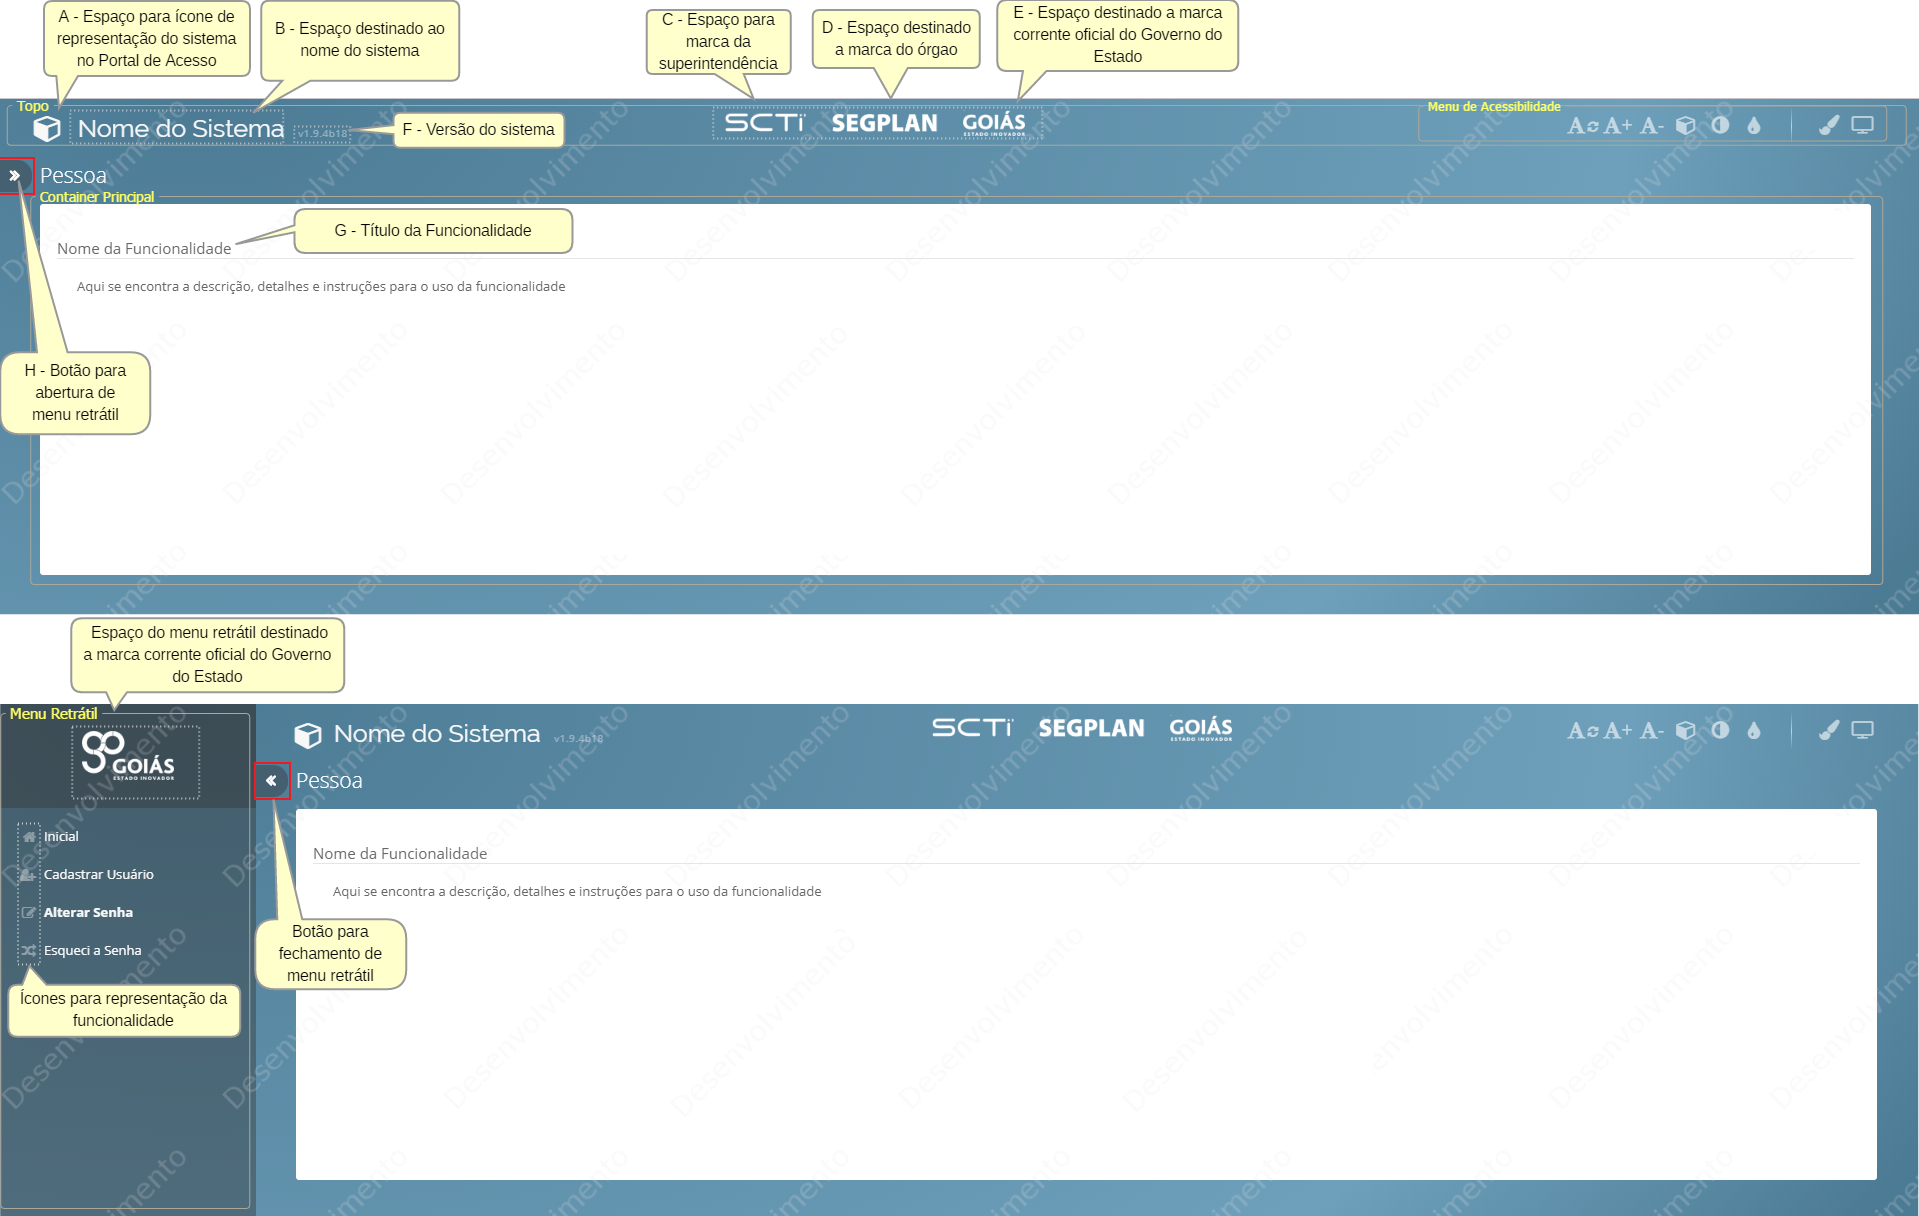 A - Espaço para ícone de
representação do sistema
no Portal de Acesso
B - Espaço destinado ao
nome do sistema
C - Espaço para
marca da
superintendência
D - Espaço destinado
a marca do órgao
E - Espaço destinado a marca
corrente oficial do Governo do
Estado
Topo
Menu de Acessibilidade
Nome do Sistema
v1.9.4b18
F - Versão do sistema
SCTi
SEGPLAN
GOIÁS
ESTADO INOVADOR
A A+ A-
Pessoa
Container Principal
G - Título da Funcionalidade
Nome da Funcionalidade
Aqui se encontra a descrição, detalhes e instruções para o uso da funcionalidade
H - Botão para
abertura de
menu retrátil
Desenvolvimento
Espaço do menu retrátil destinado
a marca corrente oficial do Governo
do Estado
Menu Retrátil
GOIÁS
ESTADO INOVADOR
Nome do Sistema
v1.9.4b18
SCTi
SEGPLAN
GOIÁS
ESTADO INOVADOR
A A+ A-
Pessoa
Inicial
Cadastrar Usuário
Alterar Senha
Esqueci a Senha
Nome da Funcionalidade
Aqui se encontra a descrição, detalhes e instruções para o uso da funcionalidade
Botão para
fechamento de
menu retrátil
Ícones para representação da
funcionalidade
Desenvolvimento